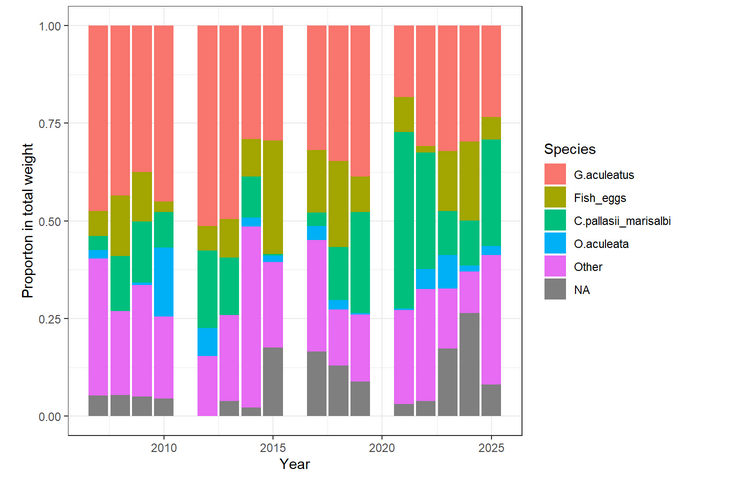 Proporton in total weight
1.00
0.75
0.50
0.25
0.00
2010
2015
2020
2025
Year
Species
G.aculeatus
Fish_eggs
C.pallasii_marisalbi
O.aculeata
Other
NA